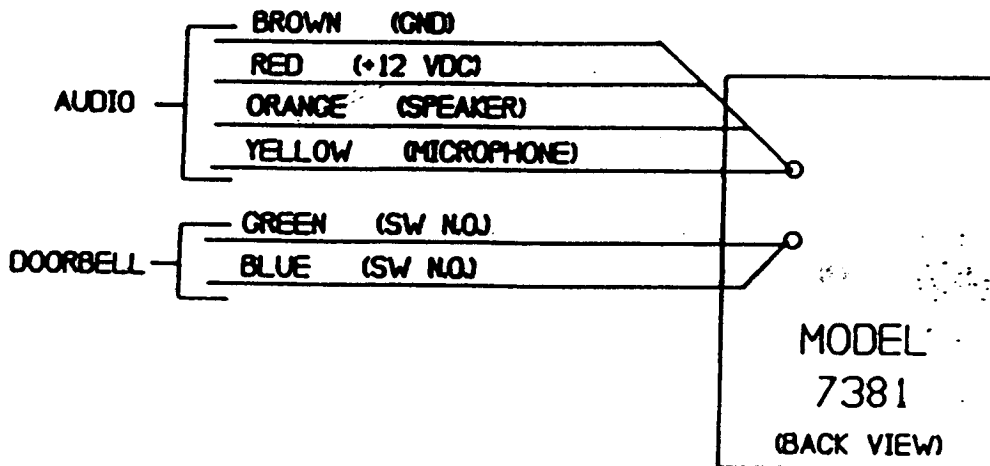 BROWN (GND)
RED (+12 VDC)
AUDIO
ORANGE (SPEAKER)
YELLOW (MICROPHONE)
GREEN (SW N.O.)
DOORBELL
BLUE (SW N.O.)
MODEL
7381
(BACK VIEW)